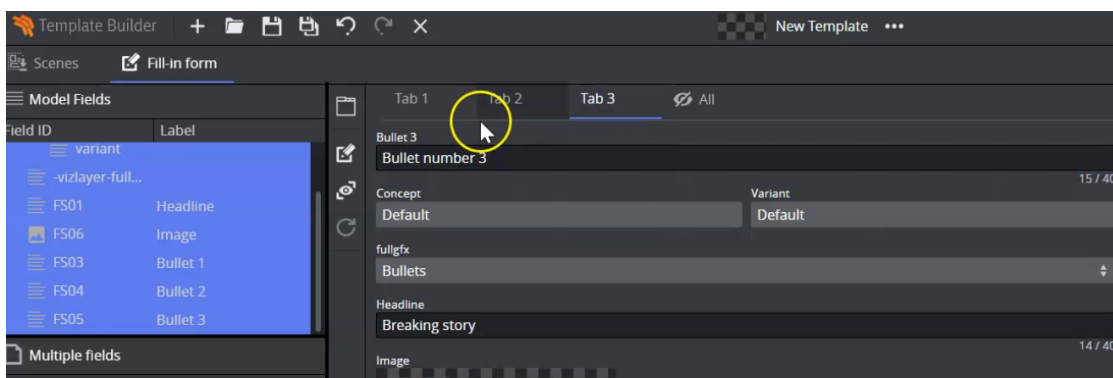 Template Builder
New Template
Scenes
Fill-in form
Model Fields
Field ID Label
variant
-vizlayer-full...
FS01 Headline
FS06 Image
FS03 Bullet 1
FS04 Bullet 2
FS05 Bullet 3
Multiple fields
Tab 1 Tab 2 Tab 3 All
Bullet 3
Bullet number 3
15 / 40
Concept Variant
Default Default
fullgfx
Bullets
Headline
Breaking story
14 / 40
Image